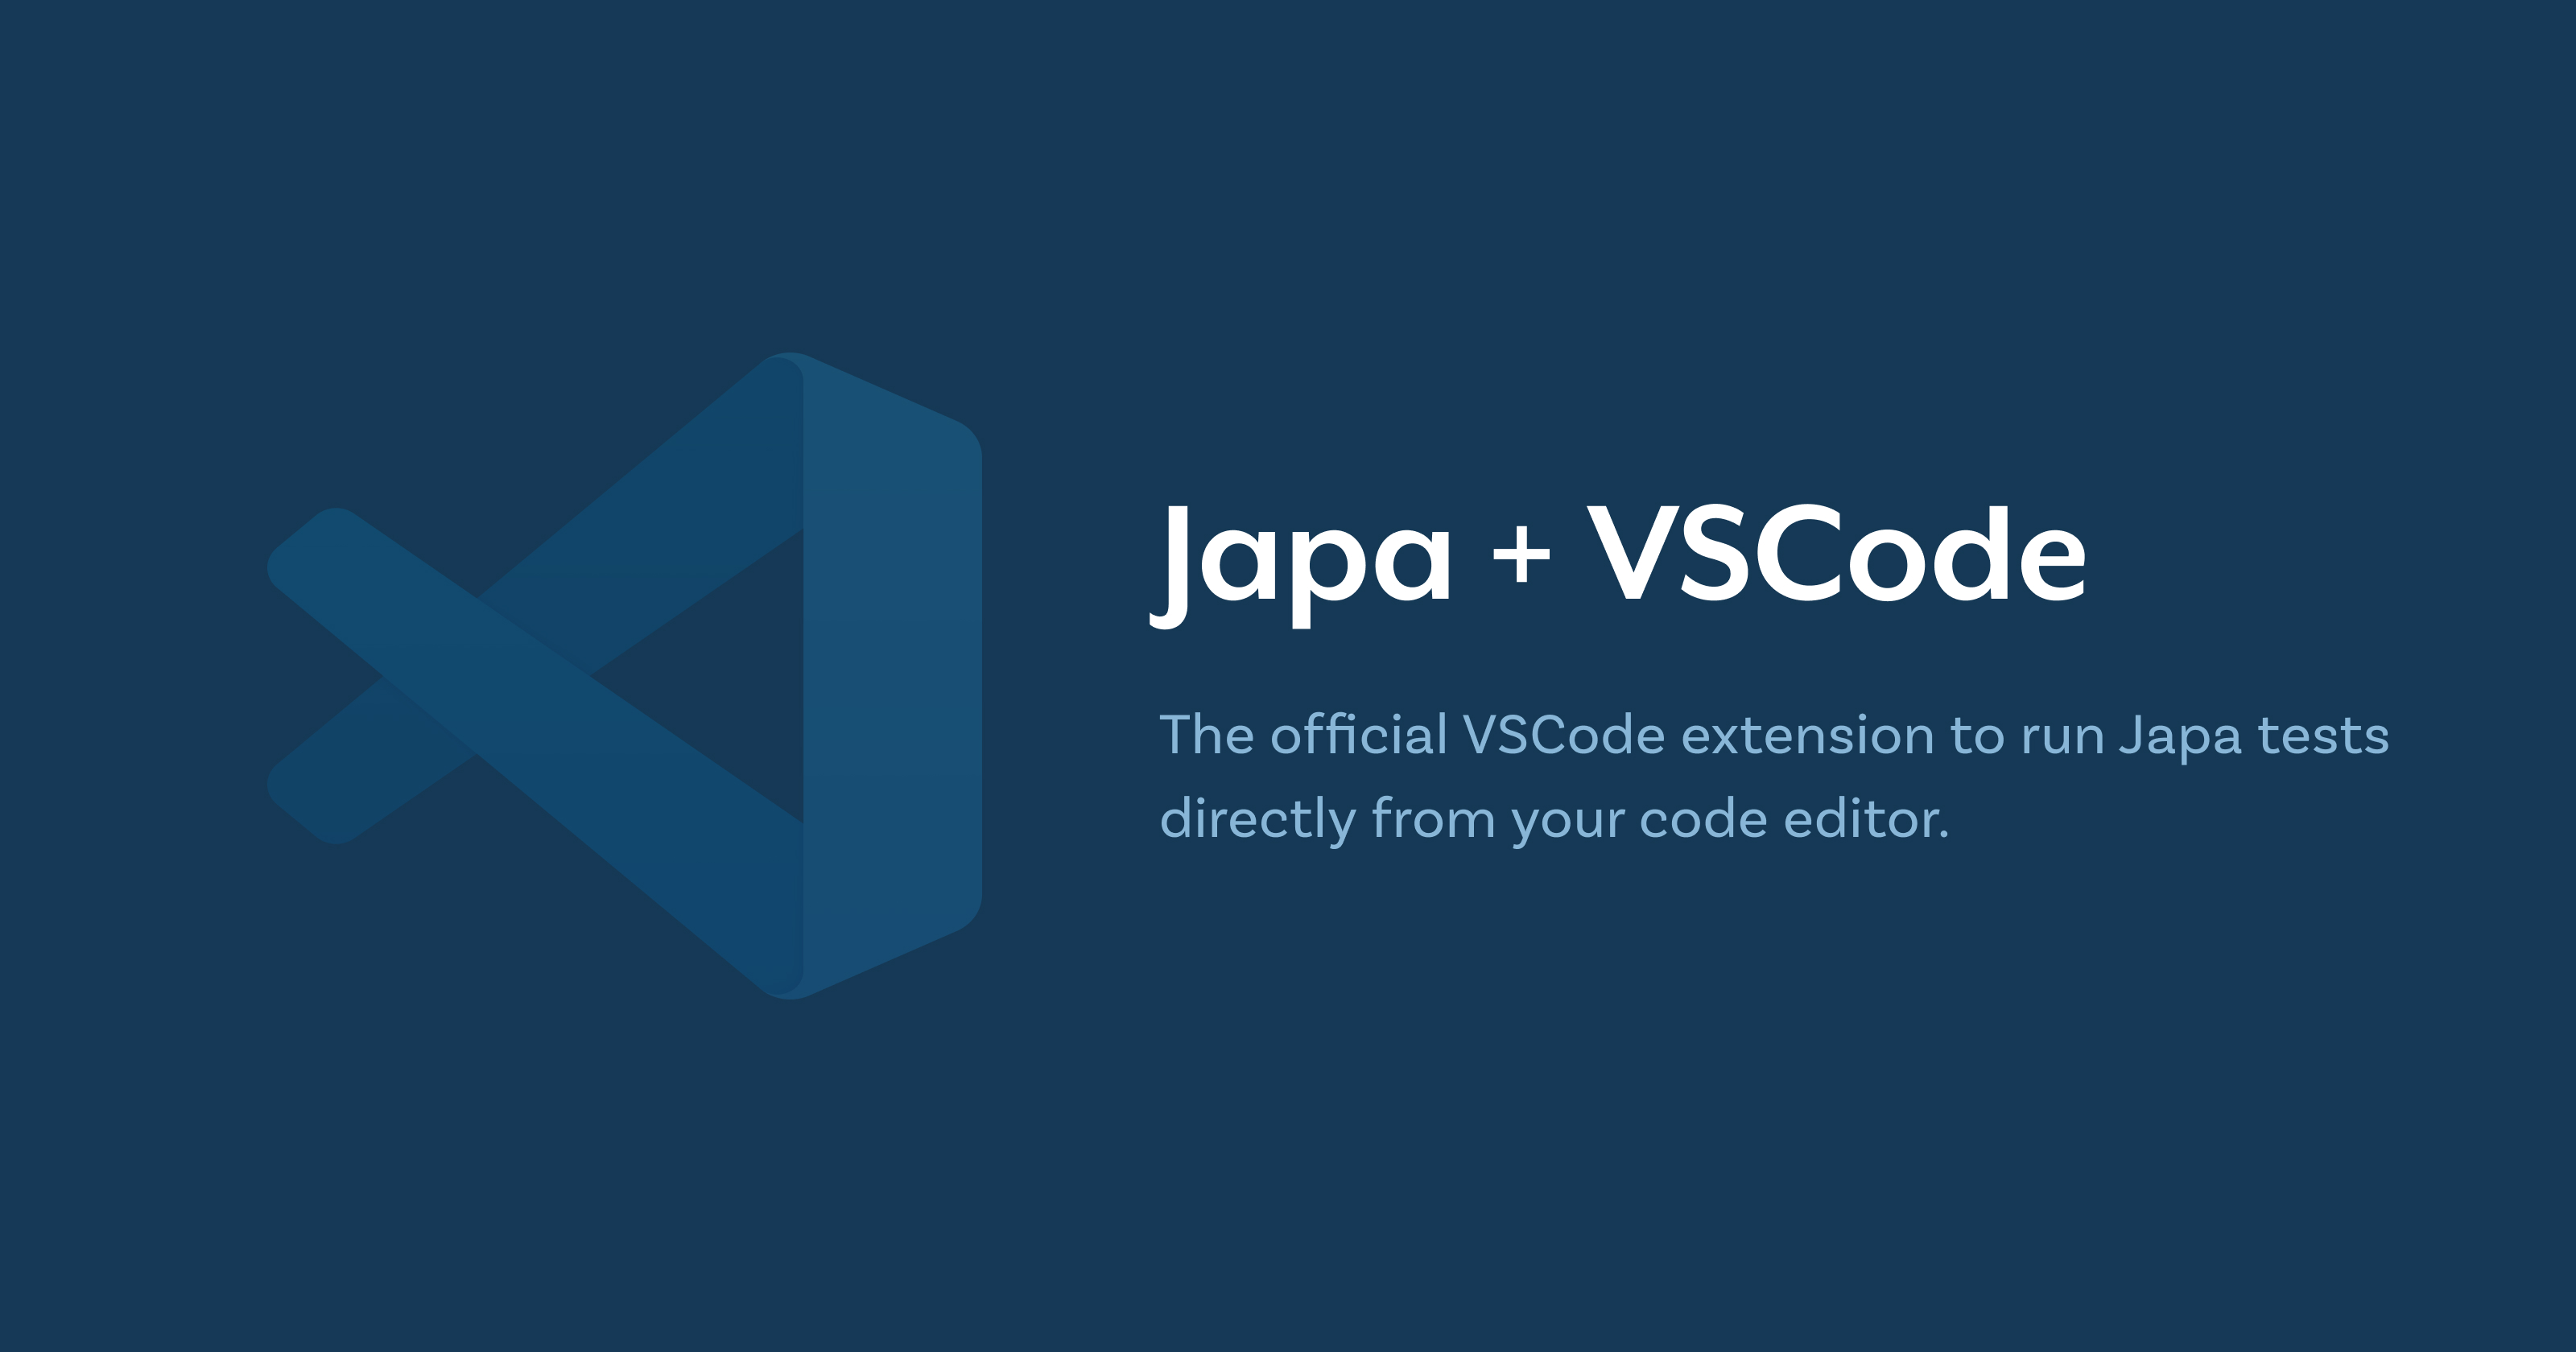 Japa + VSCode
The official VSCode extension to run Japa tests
directly from your code editor.